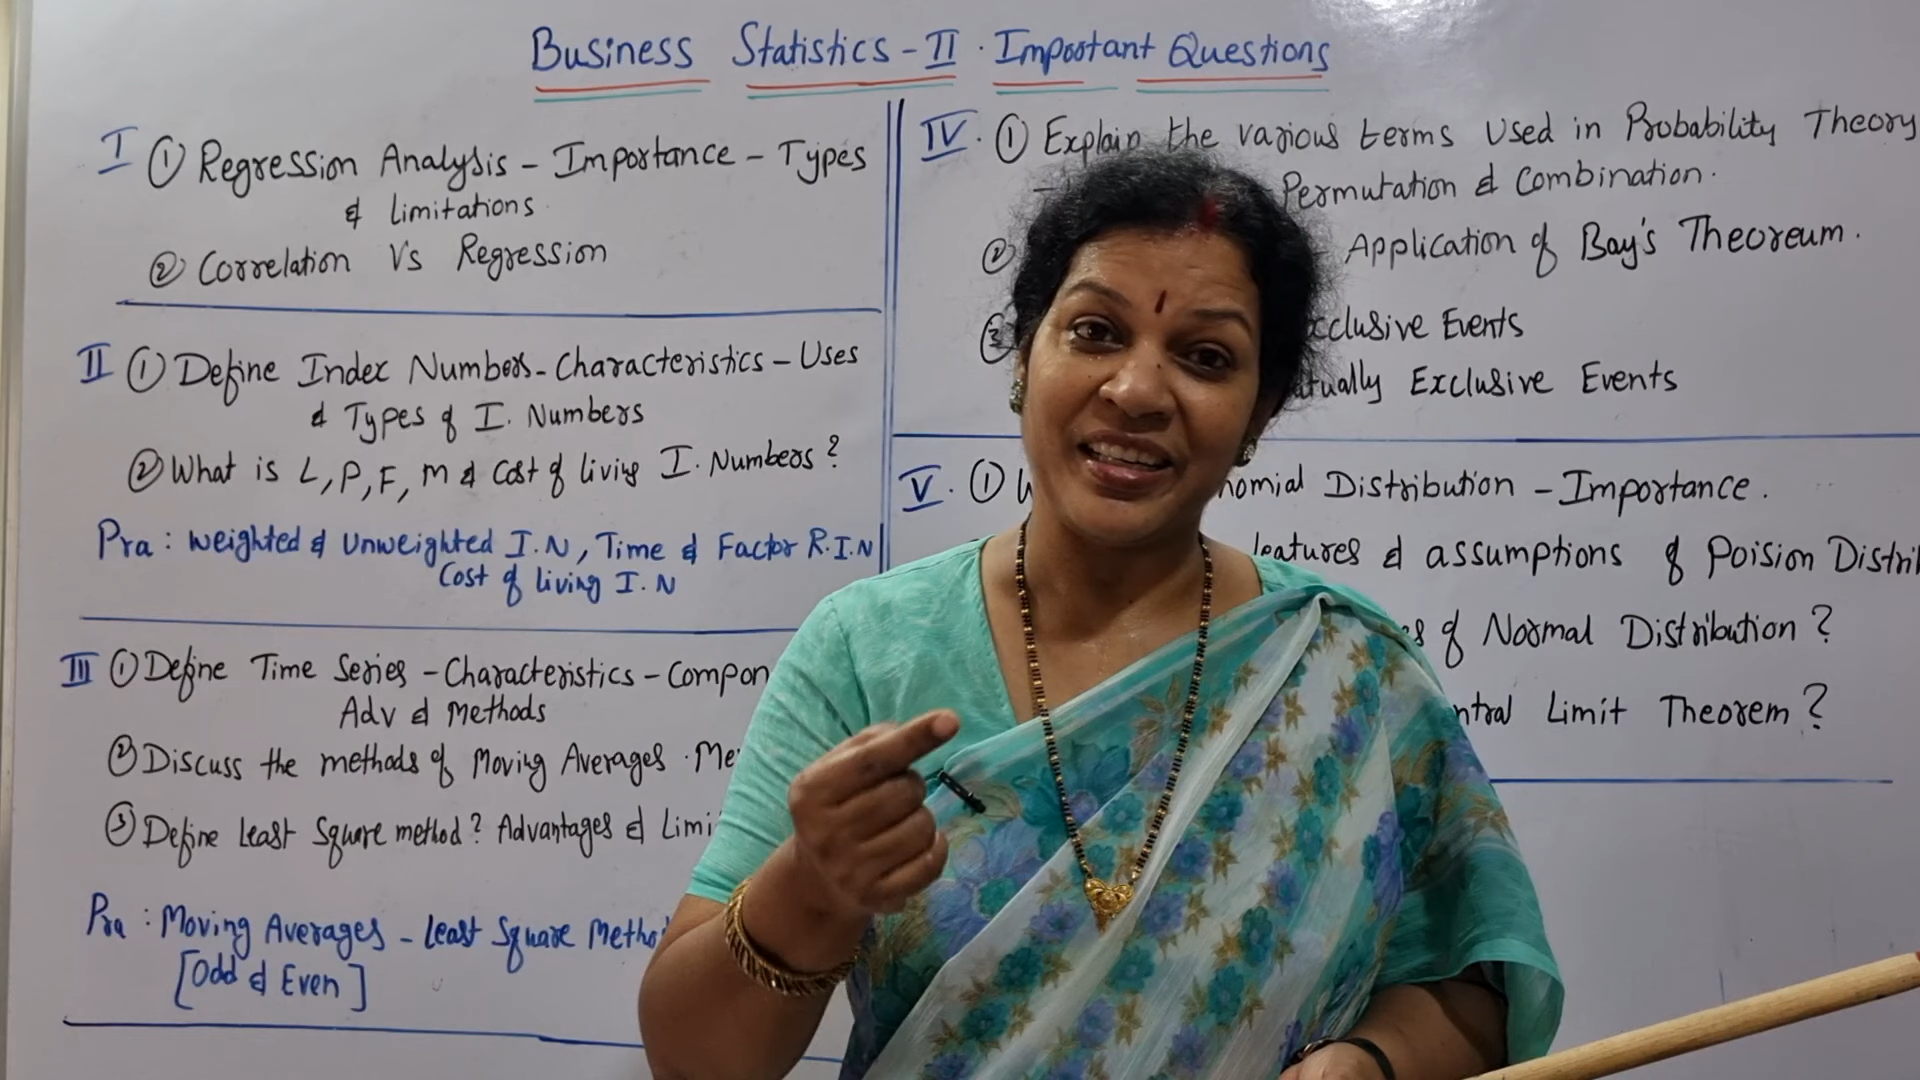 Business Statistics - II . Important Questions
I ① Regression Analysis - Importance - Types
& Limitations
② Correlation Vs Regression
II ① Define Index Numbers - Characteristics - Uses
& Types of I. Numbers
② What is L, P, F, M & Cost of living I. Numbers?
Pra : Weighted & Unweighted I.N, Time & Factor R.I.N
Cost of living I.N
III ① Define Time Series - Characteristics - Compon
Adv & Methods
② Discuss the methods of Moving Averages . Me
③ Define Least Square method? Advantages & Limi
Pra : Moving Averages - Least Square Metho
[Odd & Even]
IV. ① Explain the various terms Used in Probability Theory
Permutation & Combination.
② Application of Bay's Theoreum.
③ xclusive Events
tually Exclusive Events
V. ① nomial Distribution - Importance.
eatures & assumptions of Poision Distri
es of Normal Distribution?
ntral Limit Theorem?